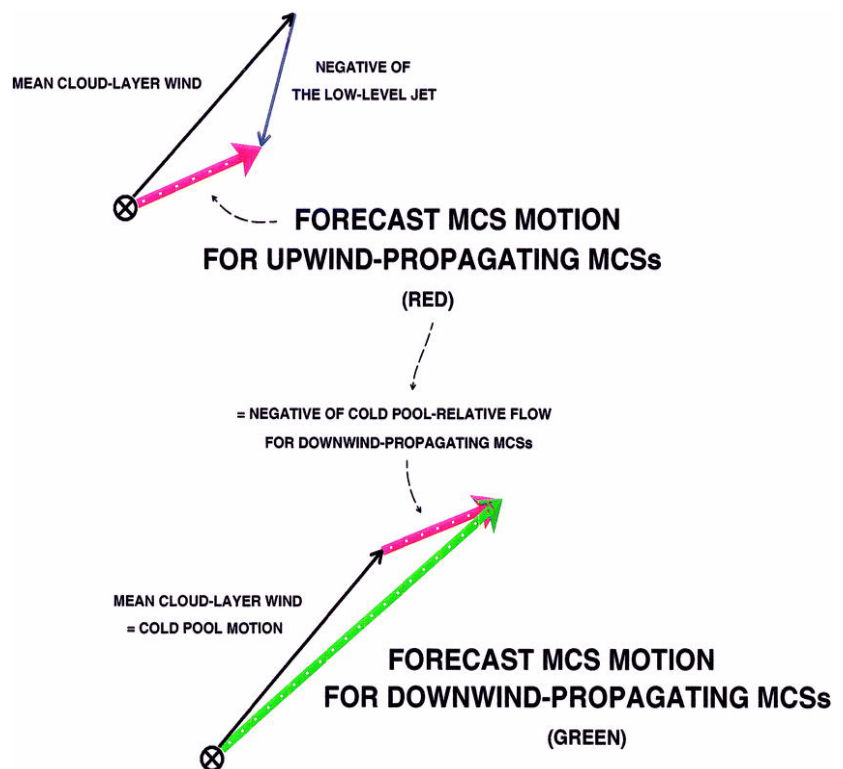 MEAN CLOUD-LAYER WIND
NEGATIVE OF
THE LOW-LEVEL JET
FORECAST MCS MOTION
FOR UPWIND-PROPAGATING MCSs
(RED)
= NEGATIVE OF COLD POOL-RELATIVE FLOW
FOR DOWNWIND-PROPAGATING MCSs
MEAN CLOUD-LAYER WIND
= COLD POOL MOTION
FORECAST MCS MOTION
FOR DOWNWIND-PROPAGATING MCSs
(GREEN)